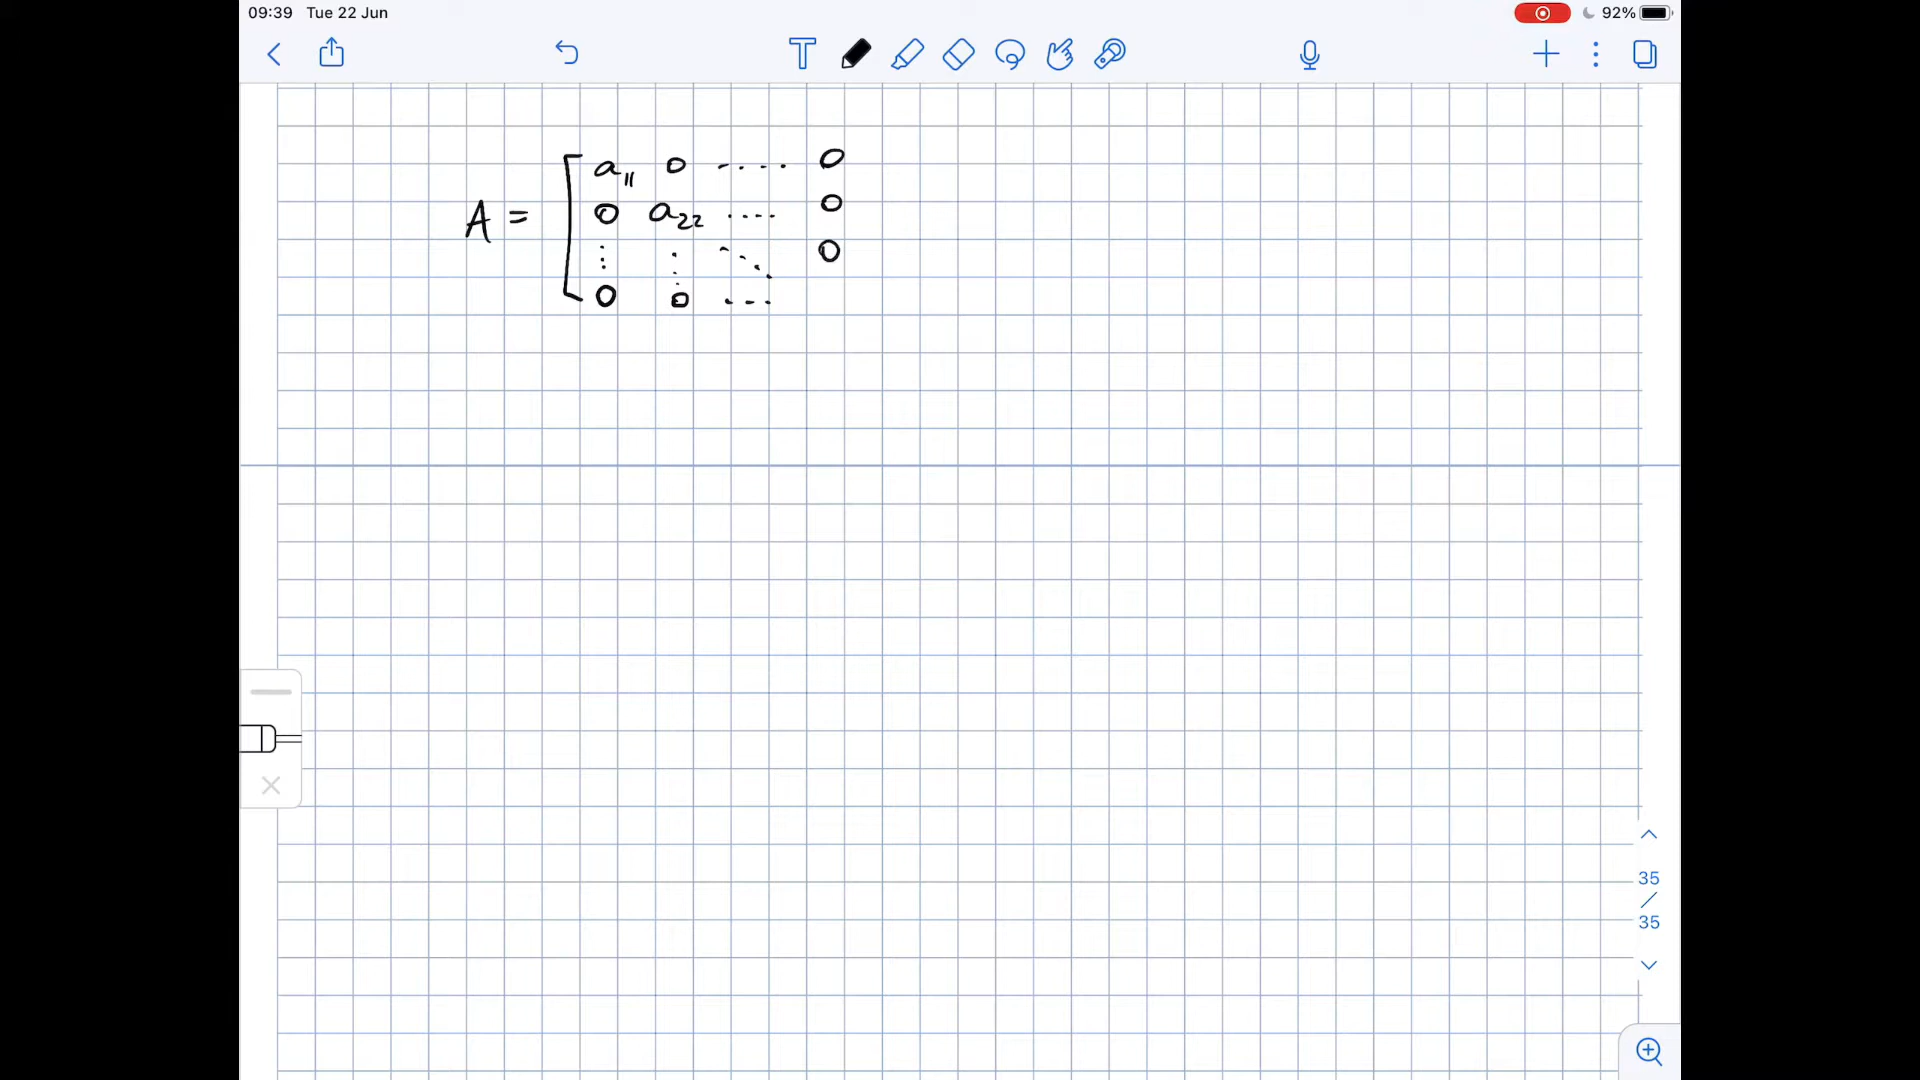 09:39 Tue 22 Jun 92%
T
a₁₁ 0 ···· 0
A = 0 a₂₂ ···· 0
⋮ ⋮ ⋱ 0
0 0 ···
35
/
35